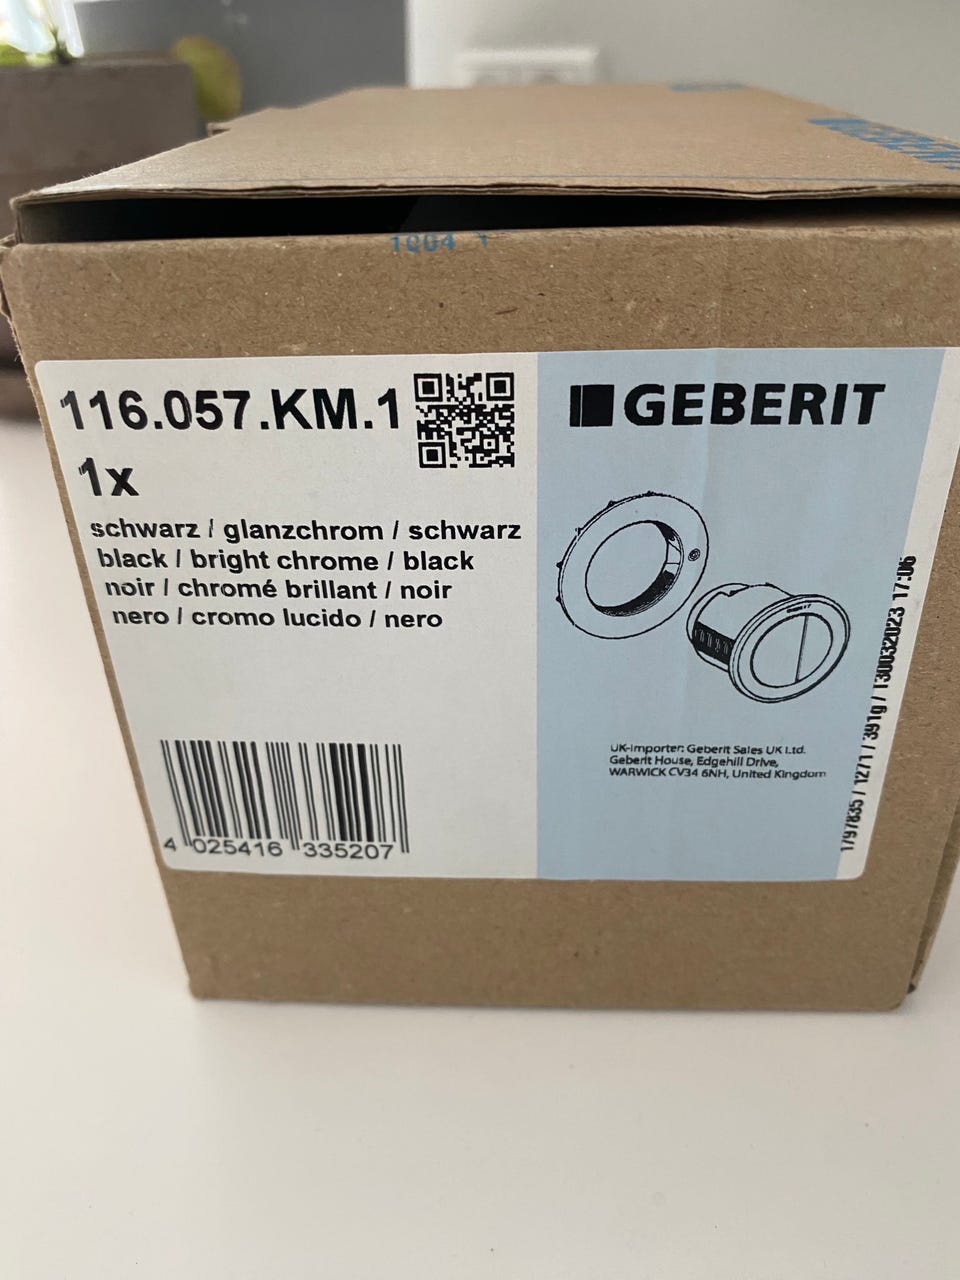 1004
116.057.KM.1
1x
schwarz / glanzchrom / schwarz
black / bright chrome / black
noir / chromé brillant / noir
nero / cromo lucido / nero
4 025416 335207
GEBERIT
UK-Importer: Geberit Sales UK Ltd.
Geberit House, Edgehill Drive,
WARWICK CV34 6NH, United Kingdom